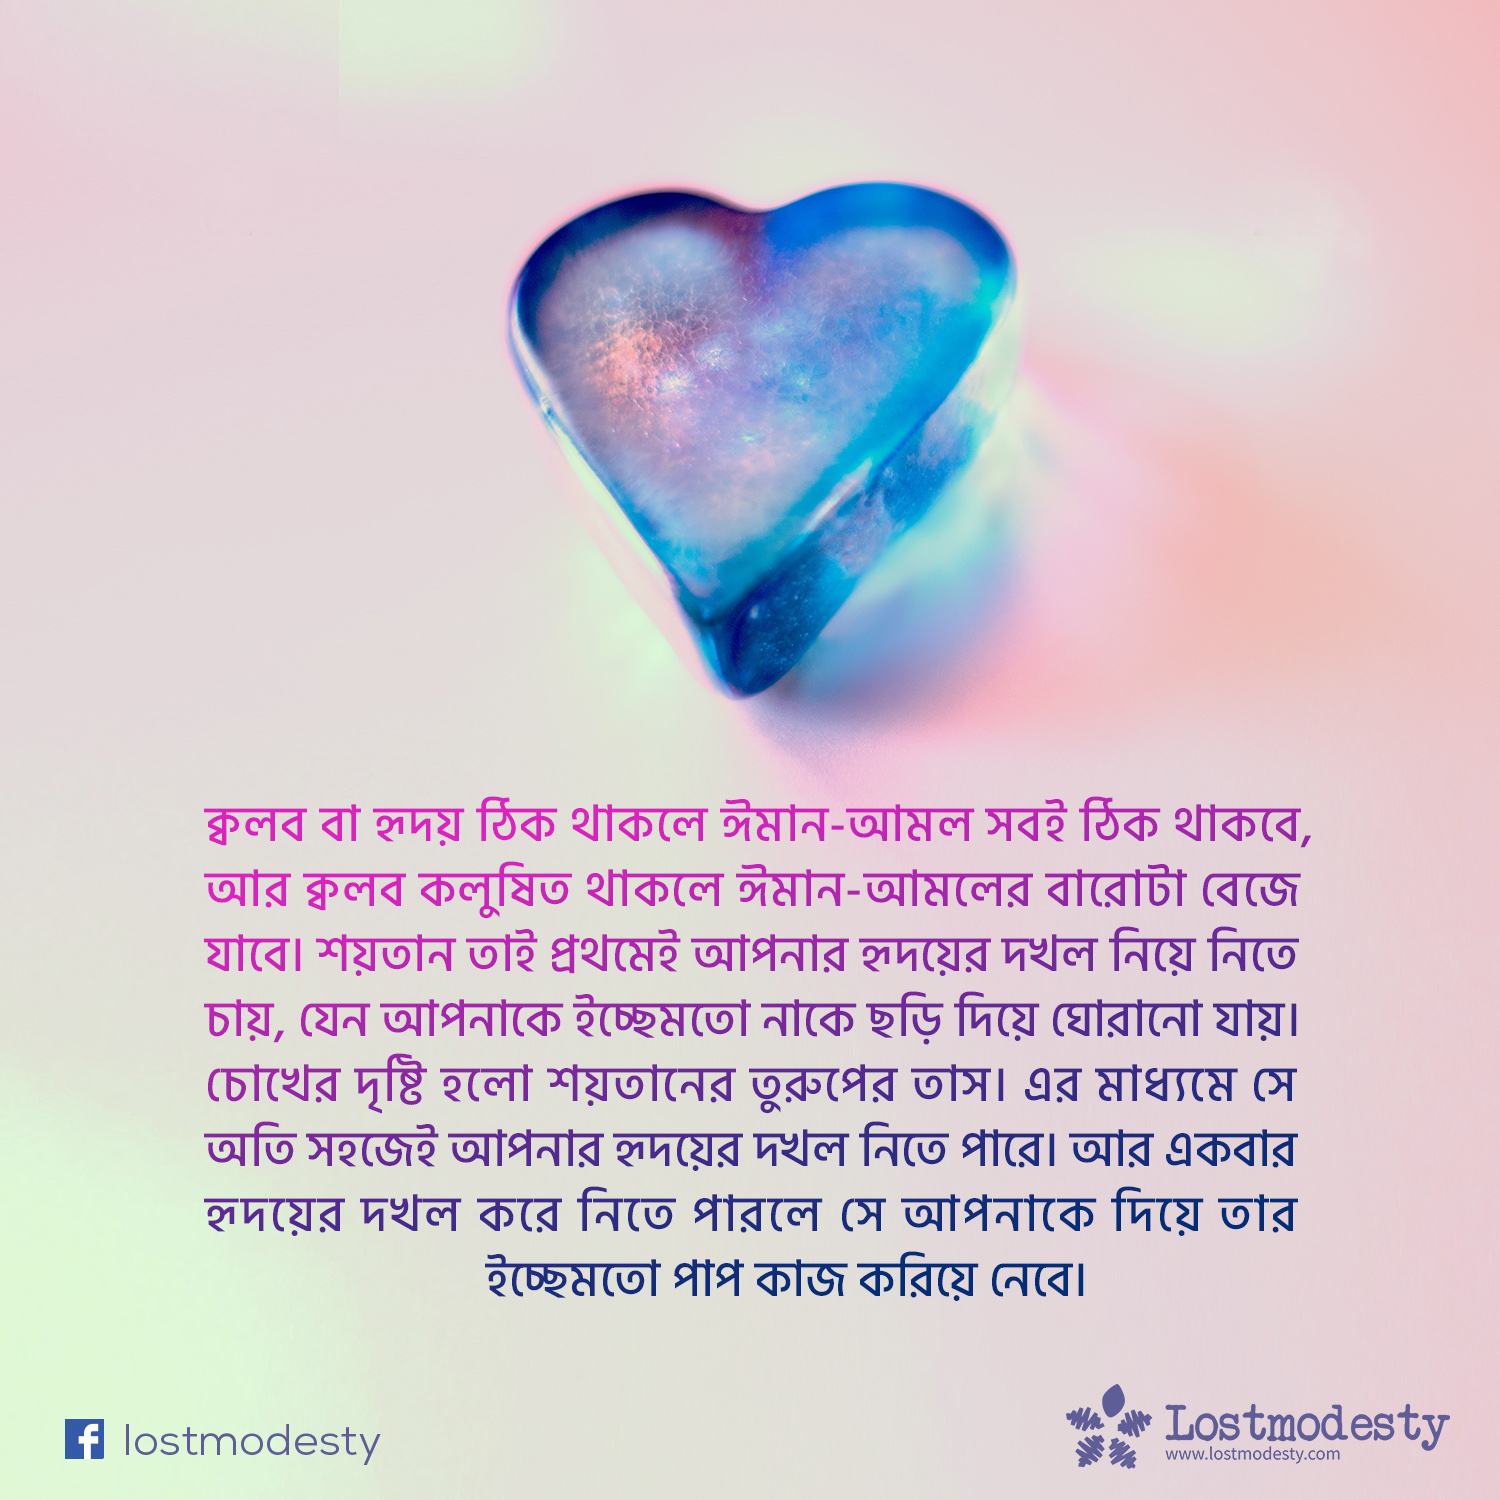 ক্বলব বা হৃদয় ঠিক থাকলে ঈমান-আমল সবই ঠিক থাকবে,
আর ক্বলব কলুষিত থাকলে ঈমান-আমলের বারোটা বেজে
যাবে। শয়তান তাই প্রথমেই আপনার হৃদয়ের দখল নিয়ে নিতে
চায়, যেন আপনাকে ইচ্ছেমতো নাকে ছড়ি দিয়ে ঘোরানো যায়।
চোখের দৃষ্টি হলো শয়তানের তুরুপের তাস। এর মাধ্যমে সে
অতি সহজেই আপনার হৃদয়ের দখল নিতে পারে। আর একবার
হৃদয়ের দখল করে নিতে পারলে সে আপনাকে দিয়ে তার
ইচ্ছেমতো পাপ কাজ করিয়ে নেবে।
f lostmodesty
Lostmodesty
www.lostmodesty.com